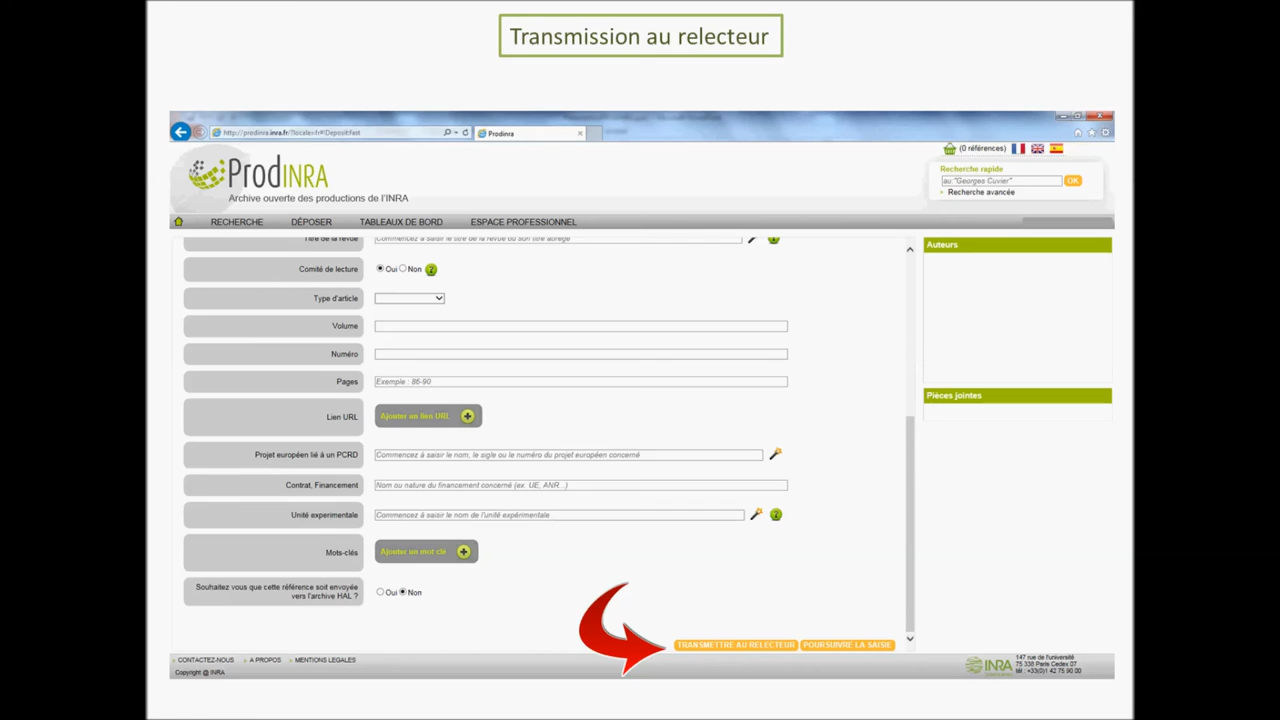 Transmission au relecteur
http://prodinra.inra.fr/?locale=fr#!Deposit:fast
Prodinra
(0 références)
ProdINRA
Archive ouverte des productions de l'INRA
Recherche rapide
au:"Georges Cuvier"
OK
Recherche avancée
RECHERCHE
DÉPOSER
TABLEAUX DE BORD
ESPACE PROFESSIONNEL
Titre de la revue
Commencez à saisir le titre de la revue ou son titre abrégé
Auteurs
Comité de lecture
Oui Non
Type d'article
Volume
Numéro
Pages
Exemple : 86-90
Pièces jointes
Lien URL
Ajouter un lien URL
Projet européen lié à un PCRD
Commencez à saisir le nom, le sigle ou le numéro du projet européen concerné
Contrat, Financement
Nom ou nature du financement concerné (ex. UE, ANR...)
Unité experimentale
Commencez à saisir le nom de l'unité expérimentale
Mots-clés
Ajouter un mot clé
Souhaitez vous que cette référence soit envoyée
vers l'archive HAL ?
Oui Non
TRANSMETTRE AU RELECTEUR
POURSUIVRE LA SAISIE
CONTACTEZ-NOUS
A PROPOS
MENTIONS LEGALES
Copyright @ INRA
INRA
147 rue de l'université
75 338 Paris Cedex 07
tél : +33(0)1 42 75 90 00